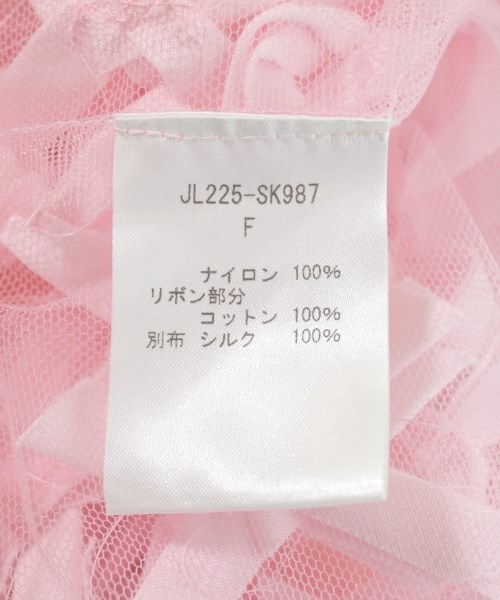 JL225-SK987
F
ナイロン 100%
リボン部分
コットン 100%
別布 シルク 100%